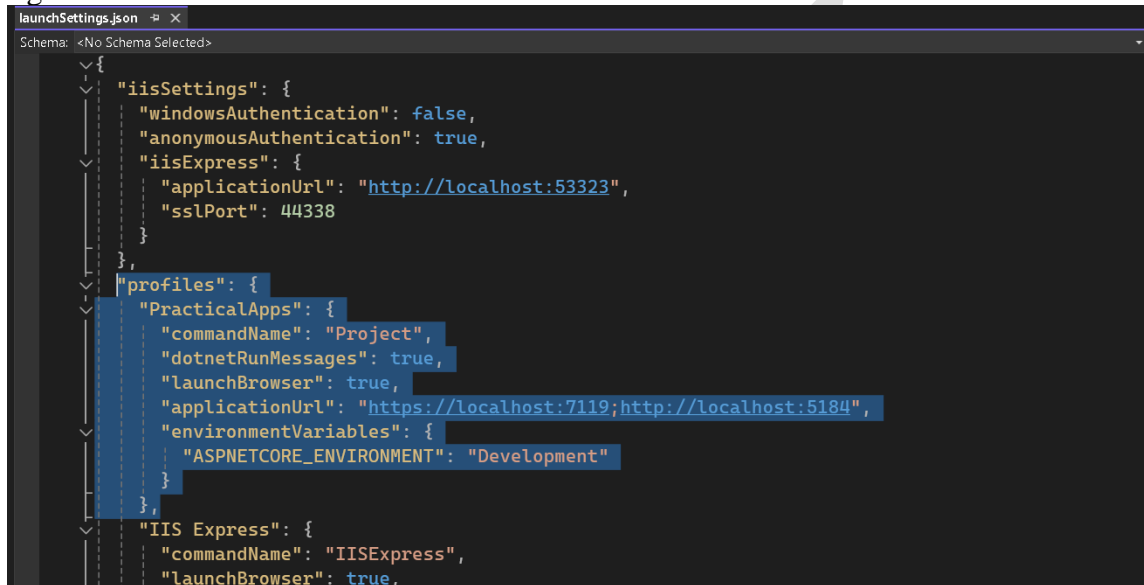 launchSettings.json
Schema: <No Schema Selected>
{
"iisSettings": {
"windowsAuthentication": false,
"anonymousAuthentication": true,
"iisExpress": {
"applicationUrl": "http://localhost:53323",
"sslPort": 44338
}
},
"profiles": {
"PracticalApps": {
"commandName": "Project",
"dotnetRunMessages": true,
"launchBrowser": true,
"applicationUrl": "https://localhost:7119;http://localhost:5184",
"environmentVariables": {
"ASPNETCORE_ENVIRONMENT": "Development"
}
},
"IIS Express": {
"commandName": "IISExpress",
"launchBrowser": true,